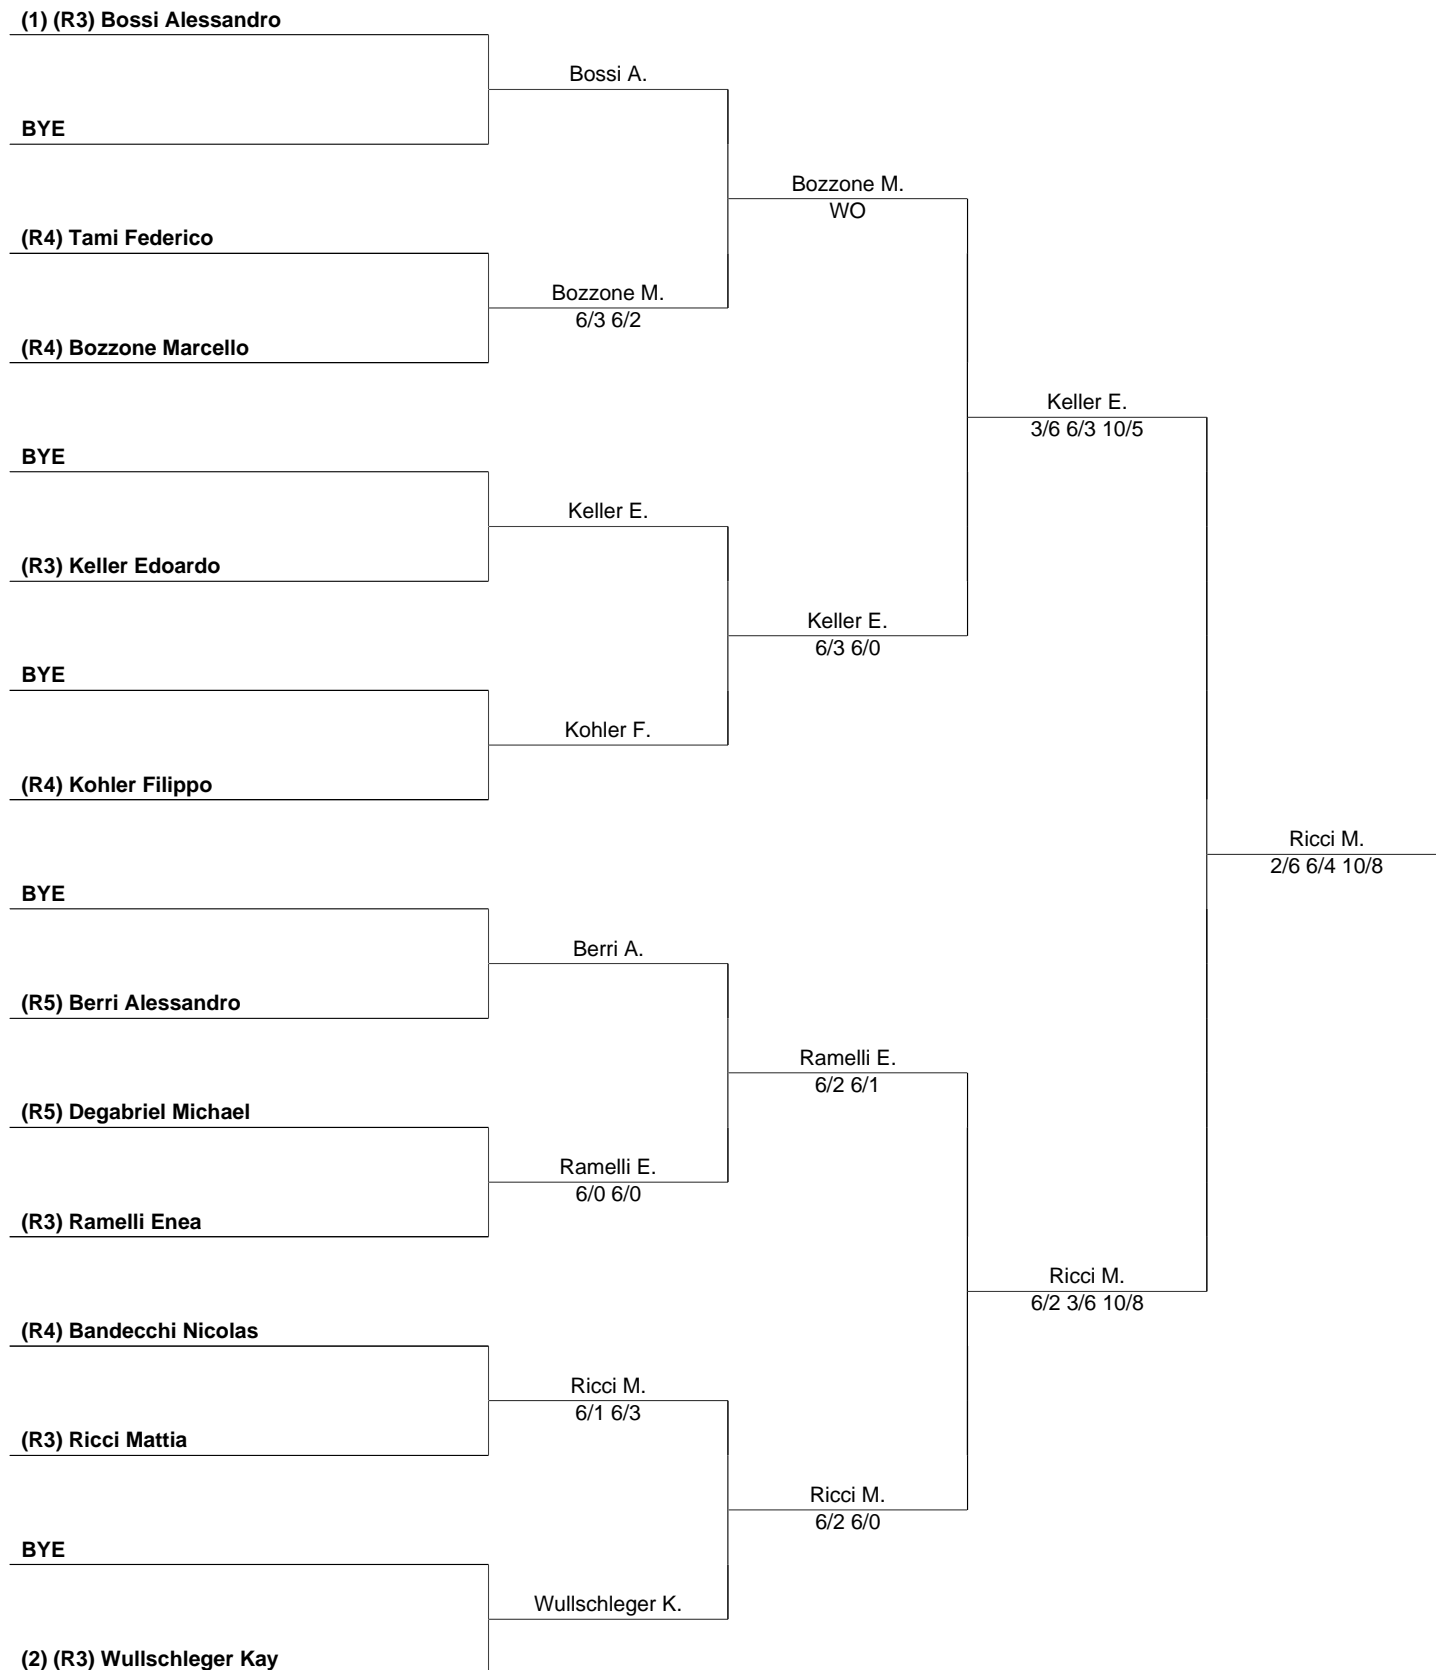 (1) (R3) Bossi Alessandro
Bossi A.
BYE
Bozzone M.
WO
(R4) Tami Federico
Bozzone M.
6/3 6/2
(R4) Bozzone Marcello
Keller E.
3/6 6/3 10/5
BYE
Keller E.
(R3) Keller Edoardo
Keller E.
6/3 6/0
BYE
Kohler F.
(R4) Kohler Filippo
Ricci M.
2/6 6/4 10/8
BYE
Berri A.
(R5) Berri Alessandro
Ramelli E.
6/2 6/1
(R5) Degabriel Michael
Ramelli E.
6/0 6/0
(R3) Ramelli Enea
Ricci M.
6/2 3/6 10/8
(R4) Bandecchi Nicolas
Ricci M.
6/1 6/3
(R3) Ricci Mattia
Ricci M.
6/2 6/0
BYE
Wullschleger K.
(2) (R3) Wullschleger Kay